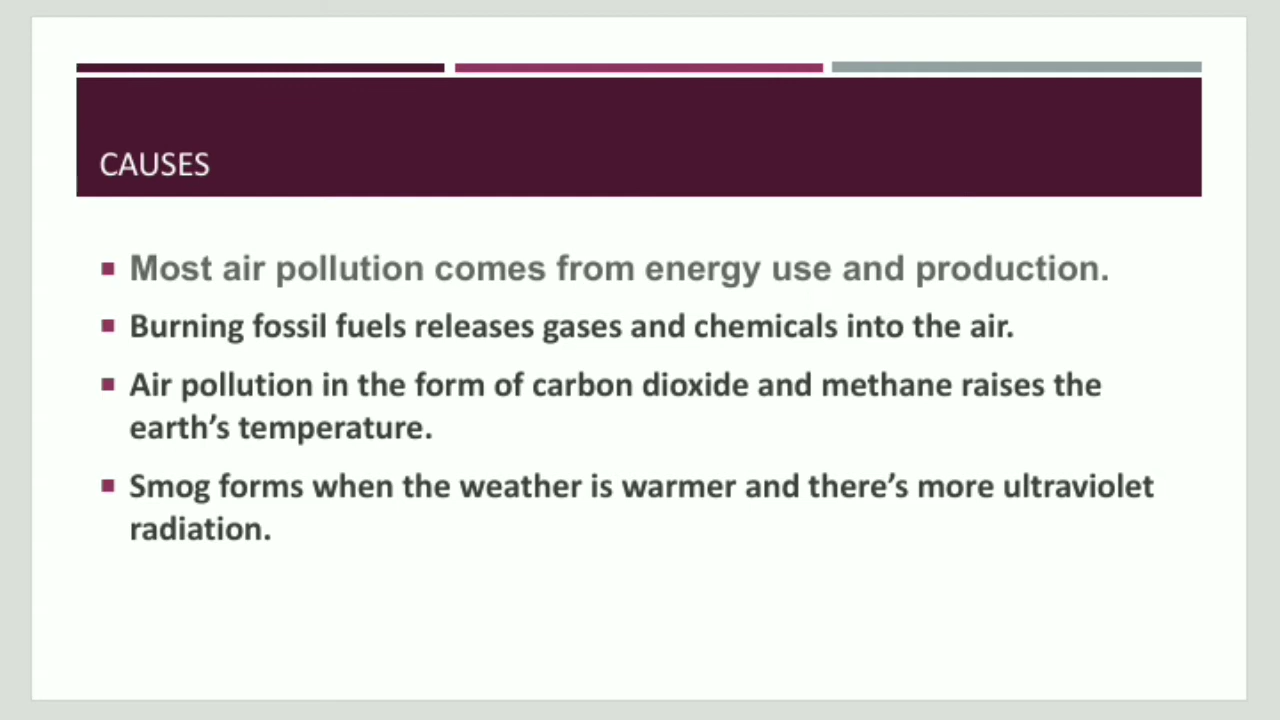 CAUSES
Most air pollution comes from energy use and production.
Burning fossil fuels releases gases and chemicals into the air.
Air pollution in the form of carbon dioxide and methane raises the
earth’s temperature.
Smog forms when the weather is warmer and there’s more ultraviolet
radiation.